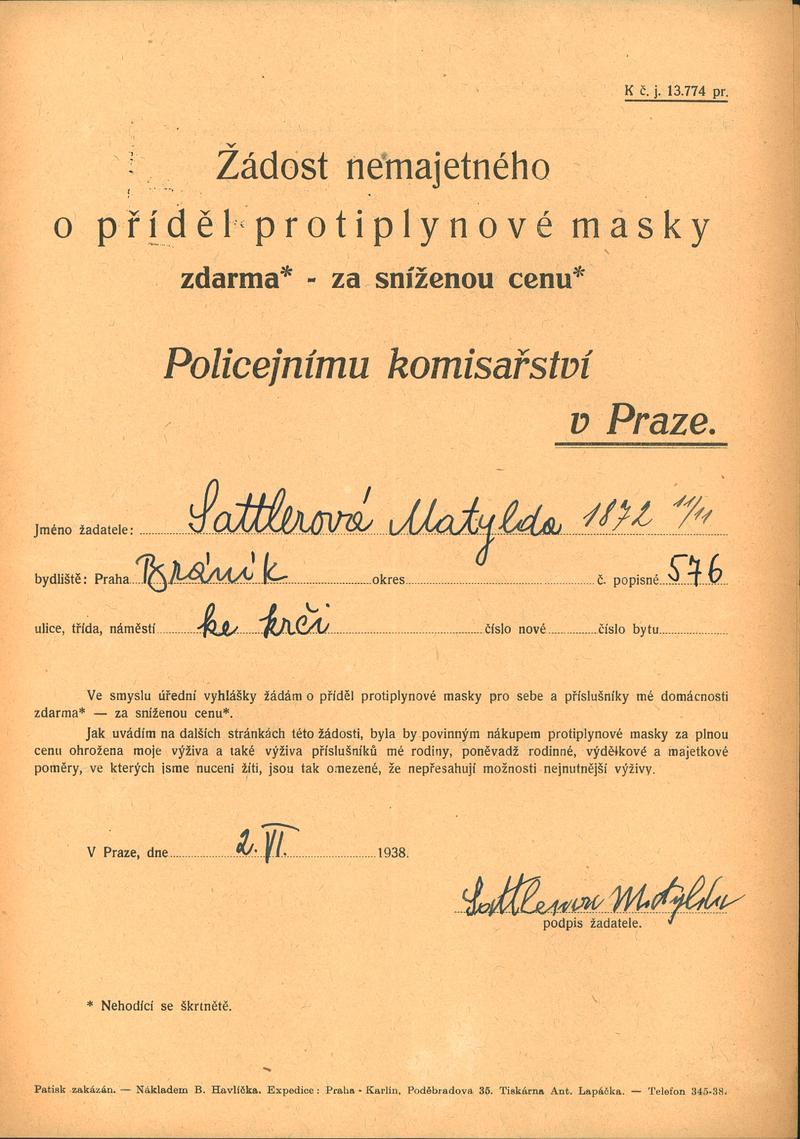 K č. j. 13.774 pr.
Žádost nemajetného
o příděl protiplynové masky
zdarma* - za sníženou cenu*
Policejnímu komisařství
v Praze.
Jméno žadatele: Sattlerová Matylda 1872 11/11
bydliště: Praha Bráník okres č. popisné 576
ulice, třída, náměstí ke krči číslo nové číslo bytu
Ve smyslu úřední vyhlášky žádám o příděl protiplynové masky pro sebe a příslušníky mé domácnosti
zdarma* — za sníženou cenu*.
Jak uvádím na dalších stránkách této žádosti, byla by povinným nákupem protiplynové masky za plnou
cenu ohrožena moje výživa a také výživa příslušníků mé rodiny, poněvadž rodinné, výdělkové a majetkové
poměry, ve kterých jsme nuceni žíti, jsou tak omezené, že nepřesahují možnosti nejnutnější výživy.
V Praze, dne 2. VI. 1938.
Sattlerová Matylda
podpis žadatele.
* Nehodící se škrtnětě.
Patisk zakázán. — Nákladem B. Havlíčka. Expedice: Praha - Karlín, Poděbradova 35. Tiskárna Ant. Lapáčka. — Telefon 345-38.